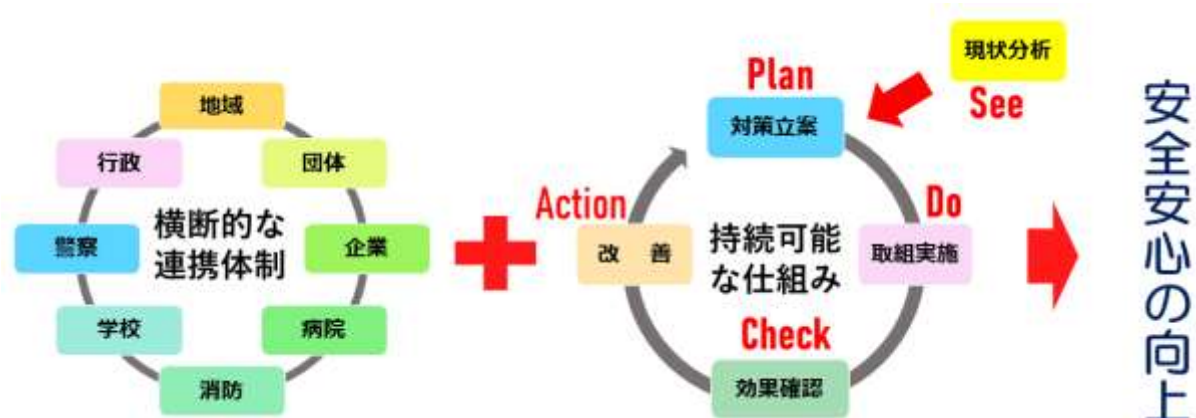 地域
行政
団体
警察
横断的な
連携体制
企業
学校
病院
消防
現状分析
See
Plan
対策立案
Action
改　善
持続可能
な仕組み
Do
取組実施
Check
効果確認
安全安心の向上